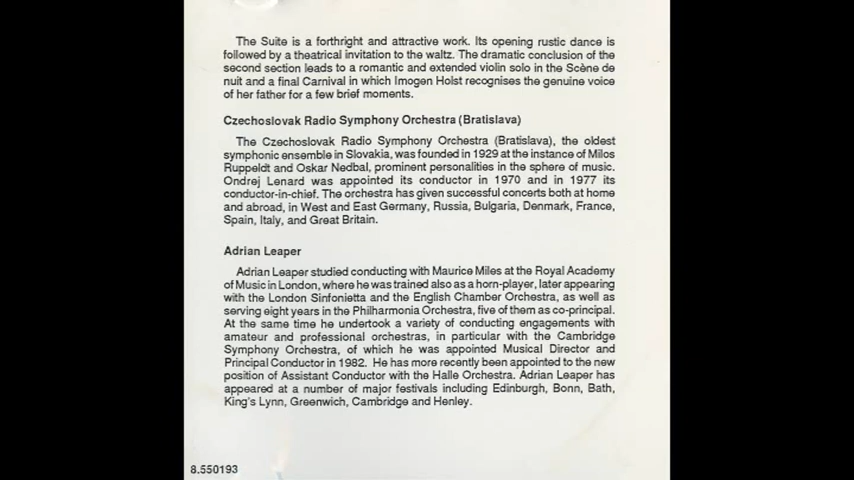 The Suite is a forthright and attractive work. Its opening rustic dance is
followed by a theatrical invitation to the waltz. The dramatic conclusion of the
second section leads to a romantic and extended violin solo in the Scène de
nuit and a final Carnival in which Imogen Holst recognises the genuine voice
of her father for a few brief moments.
Czechoslovak Radio Symphony Orchestra (Bratislava)
The Czechoslovak Radio Symphony Orchestra (Bratislava), the oldest
symphonic ensemble in Slovakia, was founded in 1929 at the instance of Milos
Ruppeldt and Oskar Nedbal, prominent personalities in the sphere of music.
Ondrej Lenard was appointed its conductor in 1970 and in 1977 its
conductor-in-chief. The orchestra has given successful concerts both at home
and abroad, in West and East Germany, Russia, Bulgaria, Denmark, France,
Spain, Italy, and Great Britain.
Adrian Leaper
Adrian Leaper studied conducting with Maurice Miles at the Royal Academy
of Music in London, where he was trained also as a horn-player, later appearing
with the London Sinfonietta and the English Chamber Orchestra, as well as
serving eight years in the Philharmonia Orchestra, five of them as co-principal.
At the same time he undertook a variety of conducting engagements with
amateur and professional orchestras, in particular with the Cambridge
Symphony Orchestra, of which he was appointed Musical Director and
Principal Conductor in 1982. He has more recently been appointed to the new
position of Assistant Conductor with the Halle Orchestra. Adrian Leaper has
appeared at a number of major festivals including Edinburgh, Bonn, Bath,
King's Lynn, Greenwich, Cambridge and Henley.
8.550193